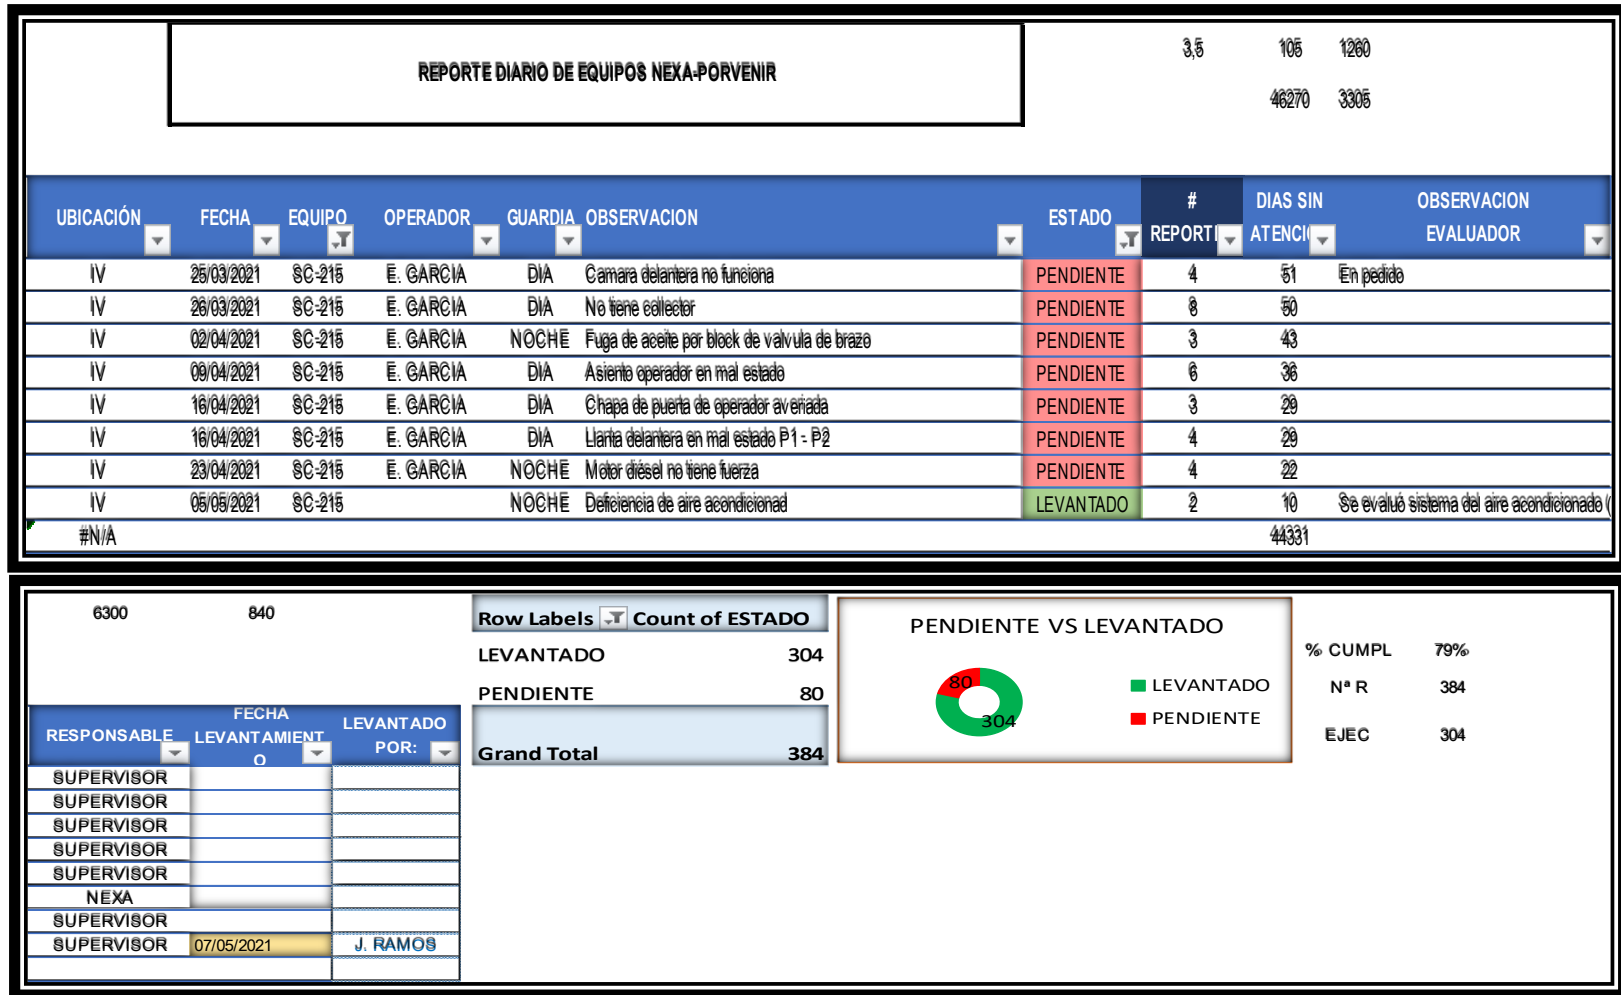 REPORTE DIARIO DE EQUIPOS NEXA-PORVENIR
3,5 105 1260
46270 3305
UBICACIÓN FECHA EQUIPO OPERADOR GUARDIA OBSERVACION ESTADO # REPORTE DIAS SIN ATENCI OBSERVACION EVALUADOR
IV 25/03/2021 SC-215 E. GARCIA DIA Camara delantera no funciona PENDIENTE 4 51 En pedido
IV 26/03/2021 SC-215 E. GARCIA DIA No tiene collector PENDIENTE 8 50
IV 02/04/2021 SC-215 E. GARCIA NOCHE Fuga de aceite por block de valvula de brazo PENDIENTE 3 43
IV 09/04/2021 SC-215 E. GARCIA DIA Asiento operador en mal estado PENDIENTE 6 36
IV 16/04/2021 SC-215 E. GARCIA DIA Chapa de puerta de operador averiada PENDIENTE 3 29
IV 16/04/2021 SC-215 E. GARCIA DIA Llanta delantera en mal estado P1 - P2 PENDIENTE 4 29
IV 23/04/2021 SC-215 E. GARCIA NOCHE Motor diésel no tiene fuerza PENDIENTE 4 22
IV 05/05/2021 SC-215 NOCHE Deficiencia de aire acondicionad LEVANTADO 2 10 Se evaluó sistema del aire acondicionado (
#N/A 44331
6300 840
RESPONSABLE FECHA LEVANTAMIENTO LEVANTADO POR:
SUPERVISOR
SUPERVISOR
SUPERVISOR
SUPERVISOR
SUPERVISOR
NEXA
SUPERVISOR
SUPERVISOR 07/05/2021 J. RAMOS
Row Labels Count of ESTADO
LEVANTADO 304
PENDIENTE 80
Grand Total 384
PENDIENTE VS LEVANTADO
80
304
LEVANTADO
PENDIENTE
% CUMPL 79%
Nª R 384
EJEC 304